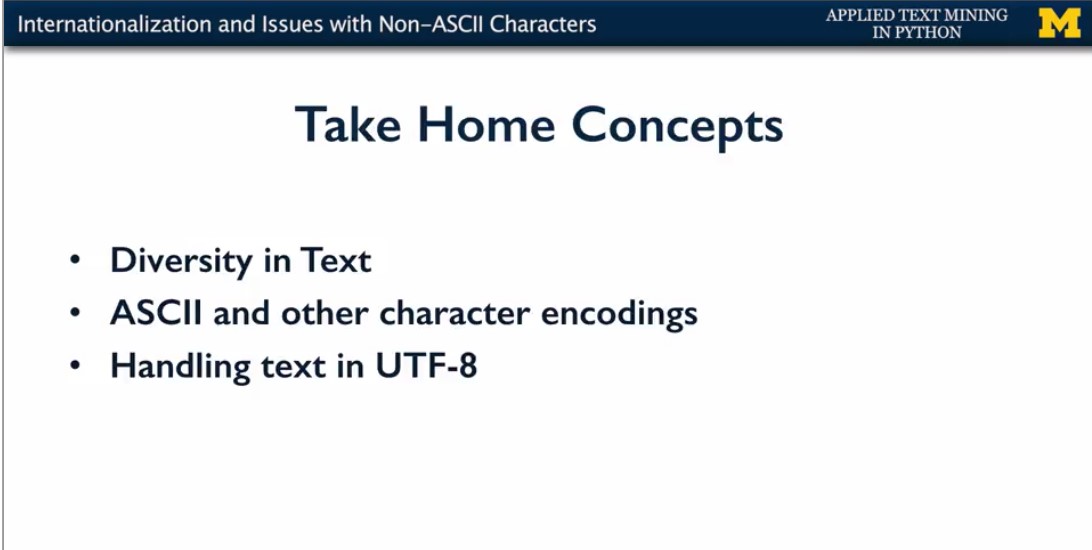 Internationalization and Issues with Non-ASCII Characters
APPLIED TEXT MINING
IN PYTHON
M
Take Home Concepts
• Diversity in Text
• ASCII and other character encodings
• Handling text in UTF-8